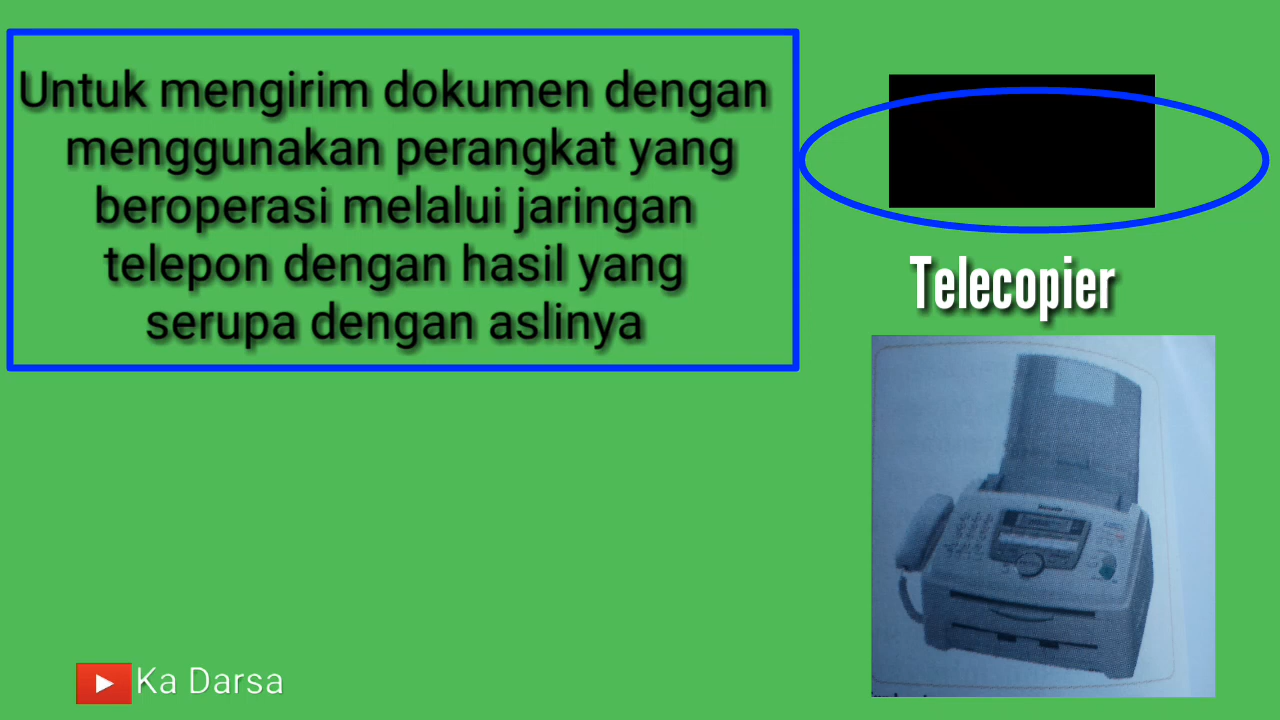 Untuk mengirim dokumen dengan
menggunakan perangkat yang
beroperasi melalui jaringan
telepon dengan hasil yang
serupa dengan aslinya
Telecopier
Ka Darsa